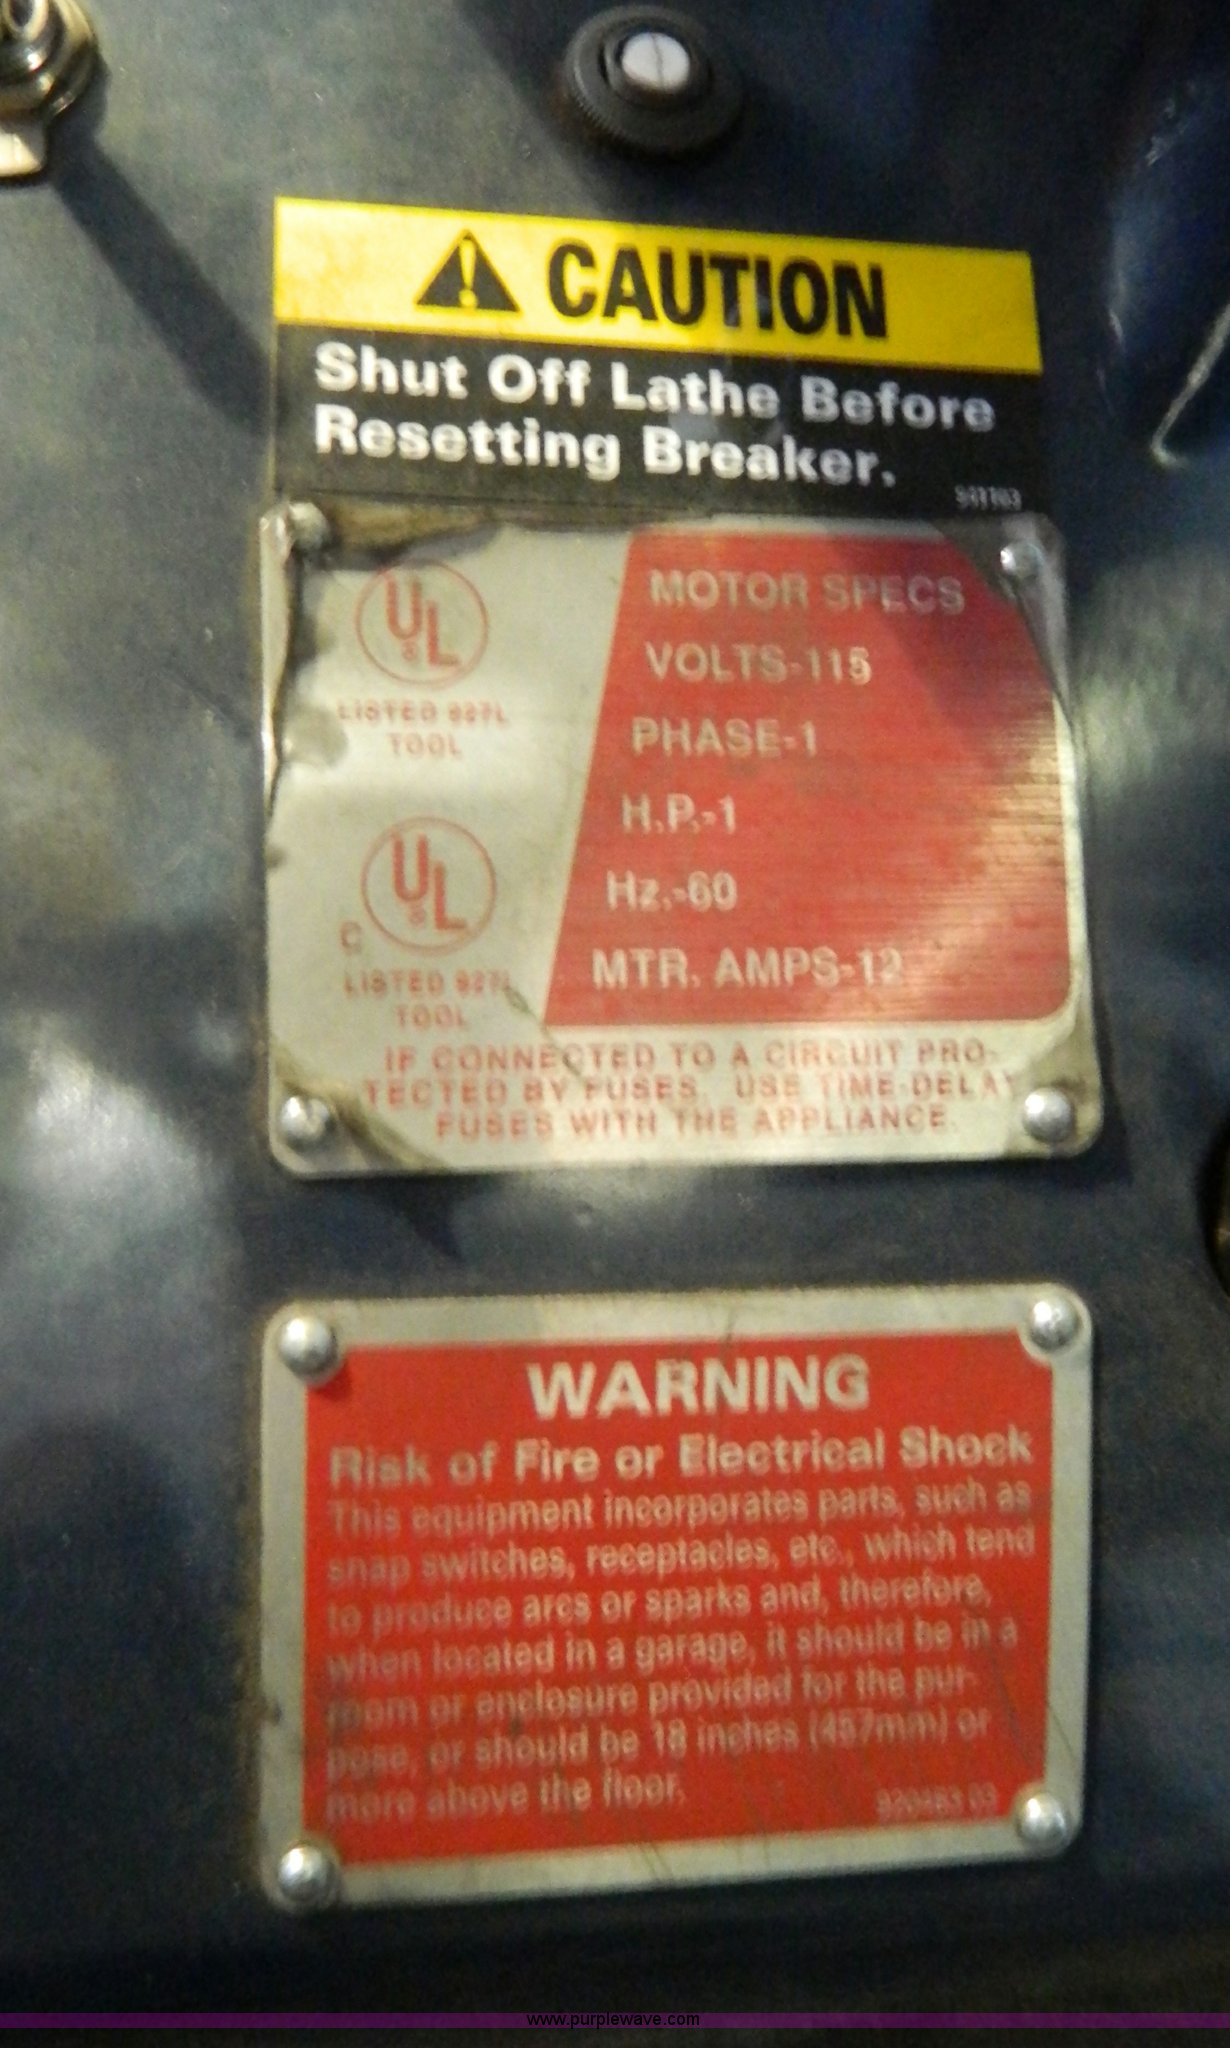 CAUTION
Shut Off Lathe Before
Resetting Breaker.
UL
LISTED 927L
TOOL
C UL
LISTED 927L
TOOL
MOTOR SPECS
VOLTS-115
PHASE-1
H.P.-1
Hz.-60
MTR. AMPS-12
IF CONNECTED TO A CIRCUIT PRO-
TECTED BY FUSES, USE TIME-DELAY
FUSES WITH THE APPLIANCE.
WARNING
Risk of Fire or Electrical Shock
This equipment incorporates parts, such as
snap switches, receptacles, etc., which tend
to produce arcs or sparks and, therefore,
when located in a garage, it should be in a
room or enclosure provided for the pur-
pose, or should be 18 inches (457mm) or
more above the floor.
www.purplewave.com